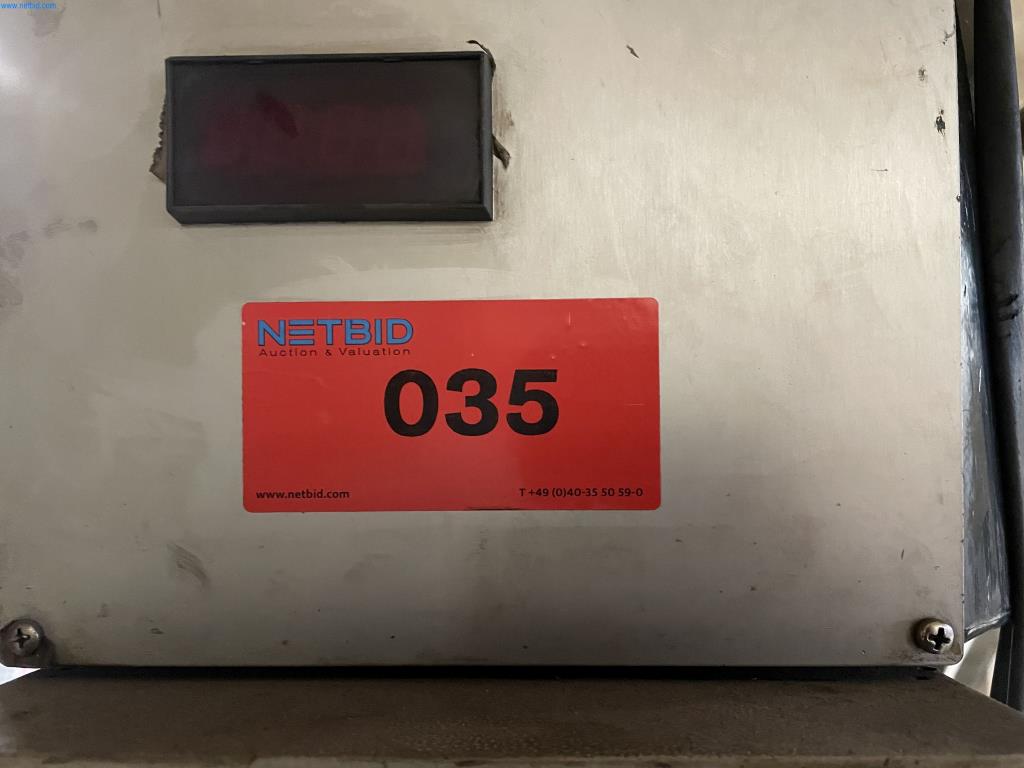 www.netbid.com
NETBID
Auction & Valuation
035
www.netbid.com T +49 (0)40-35 50 59-0